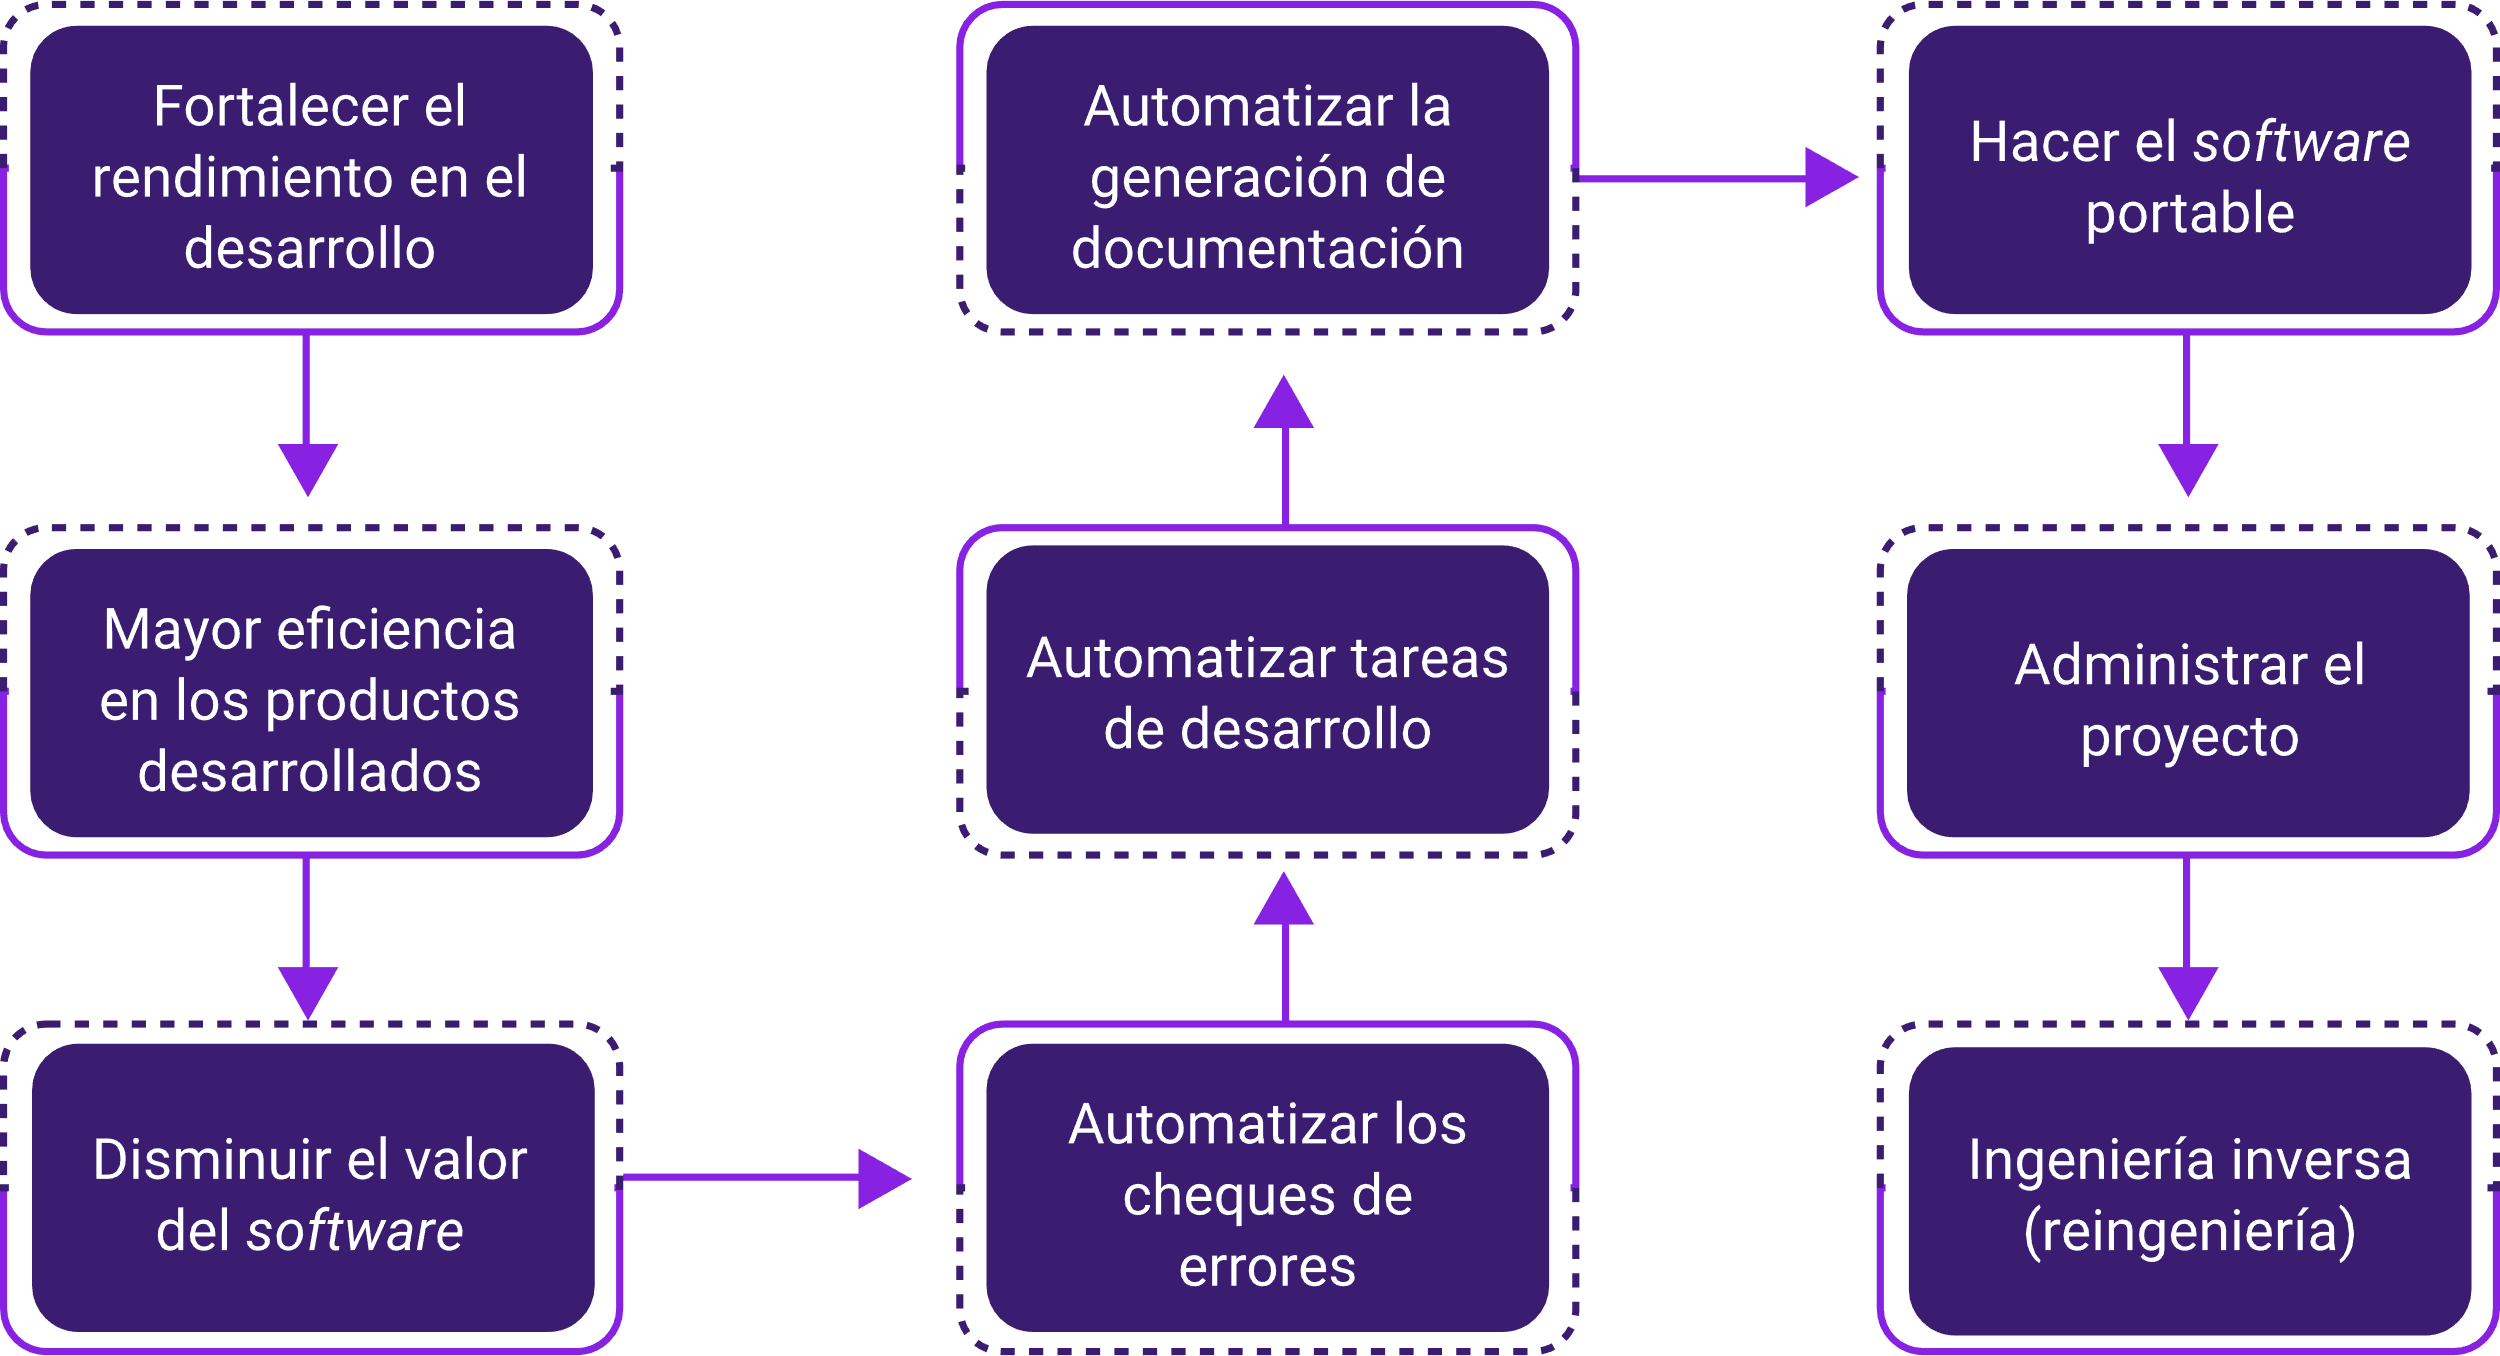 Fortalecer el
rendimiento en el
desarrollo
Mayor eficiencia
en los productos
desarrollados
Disminuir el valor
del software
Automatizar los
cheques de
errores
Automatizar tareas
de desarrollo
Automatizar la
generación de
documentación
Hacer el software
portable
Administrar el
proyecto
Ingeniería inversa
(reingeniería)